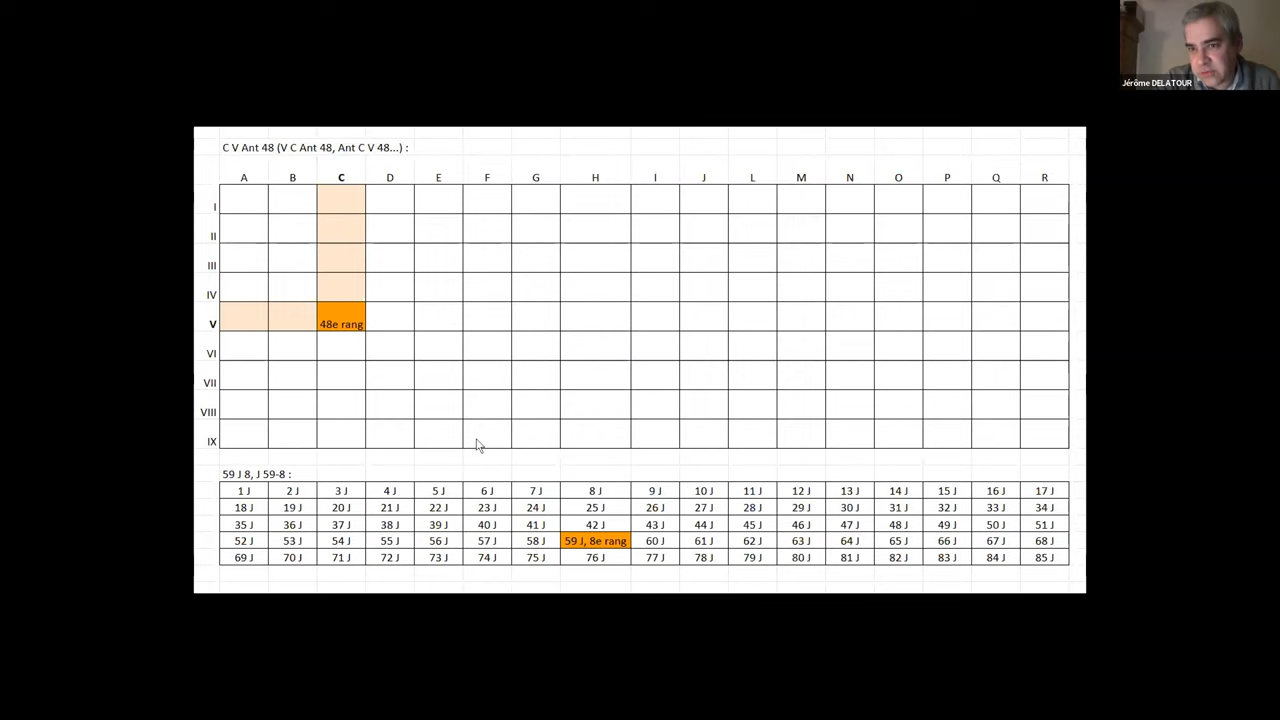 Jérôme DELATOUR
C V Ant 48 (V C Ant 48, Ant C V 48...) :
A B C D E F G H I J L M N O P Q R
I
II
III
IV
V 48e rang
VI
VII
VIII
IX
59 J 8, J 59-8 :
1 J 2 J 3 J 4 J 5 J 6 J 7 J 8 J 9 J 10 J 11 J 12 J 13 J 14 J 15 J 16 J 17 J
18 J 19 J 20 J 21 J 22 J 23 J 24 J 25 J 26 J 27 J 28 J 29 J 30 J 31 J 32 J 33 J 34 J
35 J 36 J 37 J 38 J 39 J 40 J 41 J 42 J 43 J 44 J 45 J 46 J 47 J 48 J 49 J 50 J 51 J
52 J 53 J 54 J 55 J 56 J 57 J 58 J 59 J, 8e rang 60 J 61 J 62 J 63 J 64 J 65 J 66 J 67 J 68 J
69 J 70 J 71 J 72 J 73 J 74 J 75 J 76 J 77 J 78 J 79 J 80 J 81 J 82 J 83 J 84 J 85 J